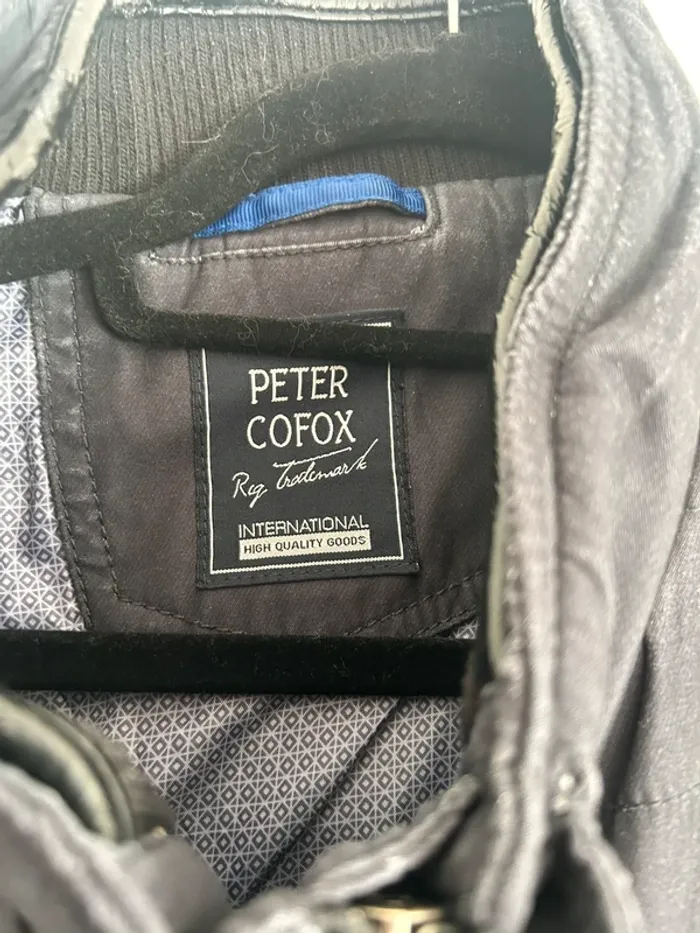 PETER
COFOX
Reg Trademark
INTERNATIONAL
HIGH QUALITY GOODS